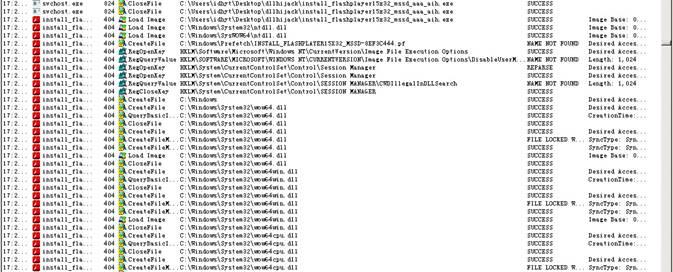 17:2... svchost.exe 824 CloseFile C:\Users\idhyt\Desktop\dllhijack\install_flashplayer15x32_mssd_aaa_aih.exe SUCCESS
17:2... install_fla... 404 Load Image C:\Users\idhyt\Desktop\dllhijack\install_flashplayer15x32_mssd_aaa_aih.exe SUCCESS Image Base: 0...
17:2... install_fla... 404 Load Image C:\Windows\System32\ntdll.dll SUCCESS Image Base: 0...
17:2... install_fla... 404 Load Image C:\Windows\SysWOW64\ntdll.dll SUCCESS Image Base: 0...
17:2... install_fla... 404 CreateFile C:\Windows\Prefetch\INSTALL_FLASHPLAYER15X32_MSSD-8EF3C444.pf NAME NOT FOUND Desired Acces...
17:2... install_fla... 404 RegOpenKey HKLM\Software\Microsoft\Windows NT\CurrentVersion\Image File Execution Options SUCCESS Desired Acces...
17:2... install_fla... 404 RegQueryValue HKLM\SOFTWARE\MICROSOFT\WINDOWS NT\CURRENTVERSION\Image File Execution Options\DisableUserM... NAME NOT FOUND Length: 1,024
17:2... install_fla... 404 RegOpenKey HKLM\System\CurrentControlSet\Control\Session Manager REPARSE Desired Acces...
17:2... install_fla... 404 RegOpenKey HKLM\System\CurrentControlSet\Control\Session Manager SUCCESS Desired Acces...
17:2... install_fla... 404 RegQueryValue HKLM\System\CurrentControlSet\Control\SESSION MANAGER\CWDIllegalInDLLSearch NAME NOT FOUND Length: 1,024
17:2... install_fla... 404 RegCloseKey HKLM\System\CurrentControlSet\Control\SESSION MANAGER SUCCESS
17:2... install_fla... 404 CreateFile C:\Windows SUCCESS Desired Acces...
17:2... install_fla... 404 CreateFile C:\Windows\System32\wow64.dll SUCCESS Desired Acces...
17:2... install_fla... 404 QueryBasicI... C:\Windows\System32\wow64.dll SUCCESS CreationTime:...
17:2... install_fla... 404 CloseFile C:\Windows\System32\wow64.dll SUCCESS
17:2... install_fla... 404 CreateFile C:\Windows\System32\wow64.dll SUCCESS Desired Acces...
17:2... install_fla... 404 CreateFileM... C:\Windows\System32\wow64.dll FILE LOCKED W... SyncType: Syn...
17:2... install_fla... 404 CreateFileM... C:\Windows\System32\wow64.dll SUCCESS SyncType: Syn...
17:2... install_fla... 404 Load Image C:\Windows\System32\wow64.dll SUCCESS Image Base: 0...
17:2... install_fla... 404 CloseFile C:\Windows\System32\wow64.dll SUCCESS
17:2... install_fla... 404 CreateFile C:\Windows\System32\wow64win.dll SUCCESS Desired Acces...
17:2... install_fla... 404 QueryBasicI... C:\Windows\System32\wow64win.dll SUCCESS CreationTime:...
17:2... install_fla... 404 CloseFile C:\Windows\System32\wow64win.dll SUCCESS
17:2... install_fla... 404 CreateFile C:\Windows\System32\wow64win.dll SUCCESS Desired Acces...
17:2... install_fla... 404 CreateFileM... C:\Windows\System32\wow64win.dll FILE LOCKED W... SyncType: Syn...
17:2... install_fla... 404 CreateFileM... C:\Windows\System32\wow64win.dll SUCCESS SyncType: Syn...
17:2... install_fla... 404 Load Image C:\Windows\System32\wow64win.dll SUCCESS Image Base: 0...
17:2... install_fla... 404 CloseFile C:\Windows\System32\wow64win.dll SUCCESS
17:2... install_fla... 404 CreateFile C:\Windows\System32\wow64cpu.dll SUCCESS Desired Acces...
17:2... install_fla... 404 QueryBasicI... C:\Windows\System32\wow64cpu.dll SUCCESS CreationTime:...
17:2... install_fla... 404 CloseFile C:\Windows\System32\wow64cpu.dll SUCCESS
17:2... install_fla... 404 CreateFile C:\Windows\System32\wow64cpu.dll SUCCESS Desired Acces...
17:2... install_fla... 404 CreateFileM... C:\Windows\System32\wow64cpu.dll FILE LOCKED W... SyncType: Syn...